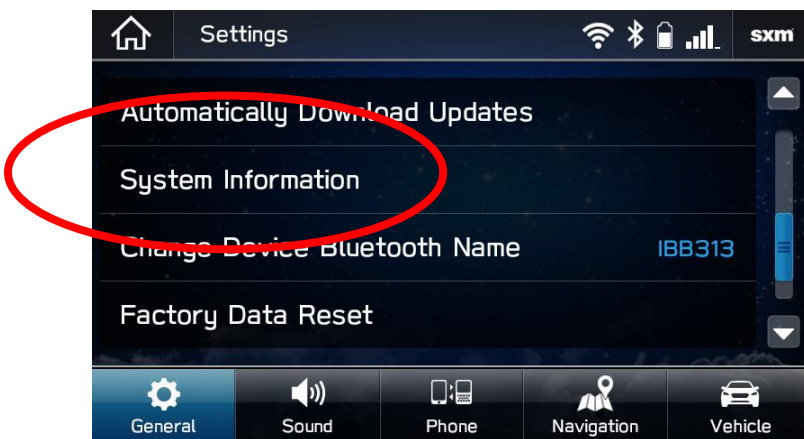 Settings
sxm
Automatically Download Updates
System Information
Change Device Bluetooth Name IBB313
Factory Data Reset
General Sound Phone Navigation Vehicle